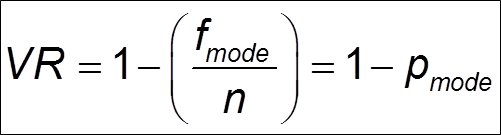 VR = 1 - (f_mode / n) = 1 - p_mode